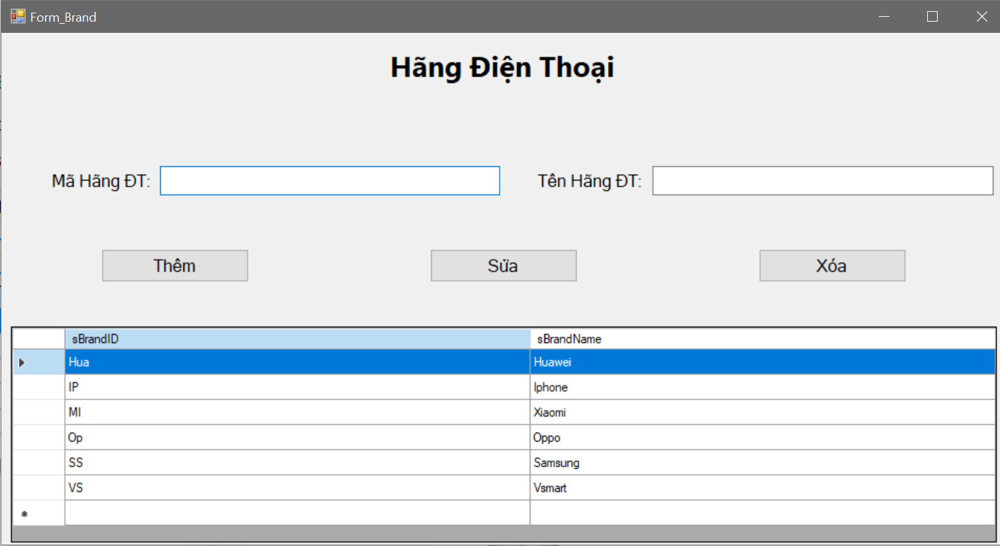 Form_Brand
Hãng Điện Thoại
Mã Hãng ĐT: Tên Hãng ĐT:
Thêm Sửa Xóa
sBrandID sBrandName
Hua Huawei
IP Iphone
MI Xiaomi
Op Oppo
SS Samsung
VS Vsmart